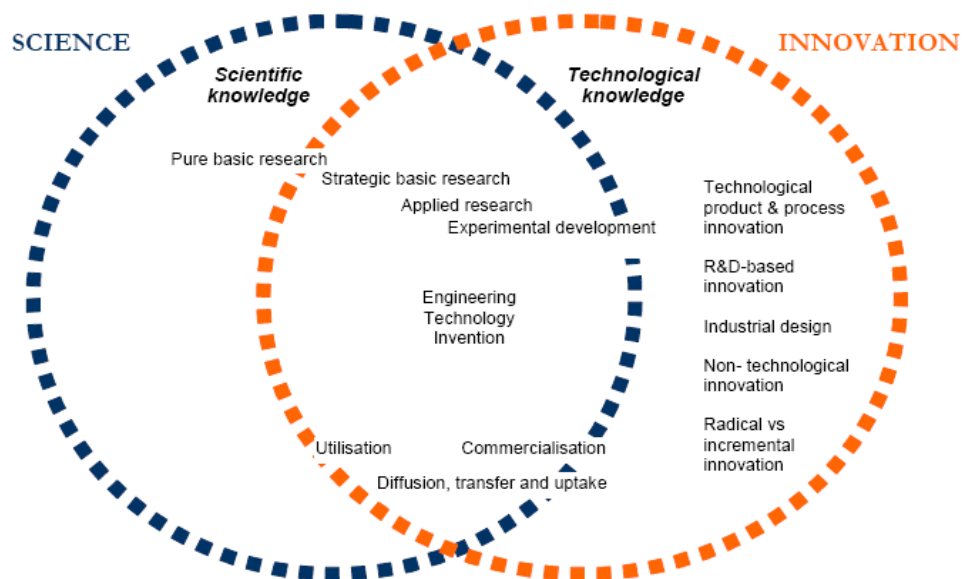 SCIENCE
INNOVATION
Scientific
knowledge
Technological
knowledge
Pure basic research
Strategic basic research
Applied research
Experimental development
Engineering
Technology
Invention
Utilisation
Commercialisation
Diffusion, transfer and uptake
Technological
product & process
innovation
R&D-based
innovation
Industrial design
Non- technological
innovation
Radical vs
incremental
innovation